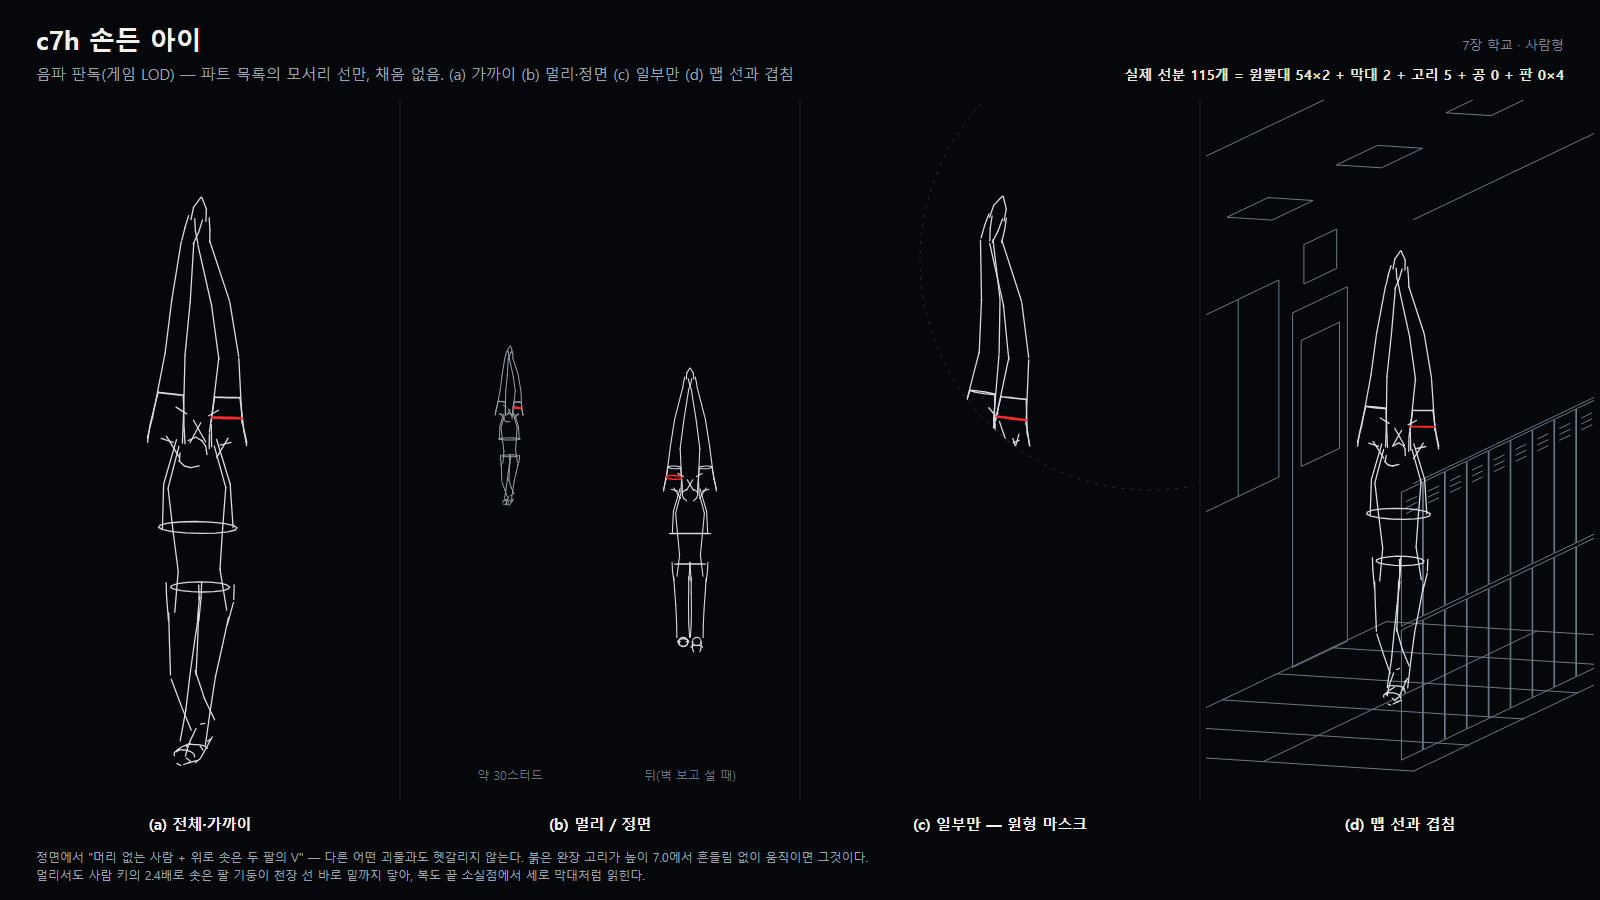 c7h 손든 아이
7장 학교 · 사람형
음파 판독(게임 LOD) — 파트 목록의 모서리 선만, 채움 없음. (a) 가까이 (b) 멀리·정면 (c) 일부만 (d) 맵 선과 겹침
실제 선분 115개 = 원뿔대 54×2 + 막대 2 + 고리 5 + 공 0 + 판 0×4
약 30스터드
뒤(벽 보고 설 때)
(a) 전체·가까이
(b) 멀리 / 정면
(c) 일부만 — 원형 마스크
(d) 맵 선과 겹침
정면에서 "머리 없는 사람 + 위로 솟은 두 팔의 V" — 다른 어떤 괴물과도 헷갈리지 않는다. 붉은 완장 고리가 높이 7.0에서 흔들림 없이 움직이면 그것이다.
멀리서도 사람 키의 2.4배로 솟은 팔 기둥이 천장 선 바로 밑까지 닿아, 복도 끝 소실점에서 세로 막대처럼 읽힌다.